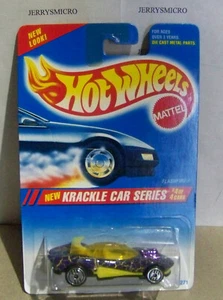 JERRYSMICRO JERRYSMICRO
NEW LOOK!
FOR AGES
OVER 3 YEARS
DIE CAST METAL PARTS
Hot Wheels
MATTEL
NEW KRACKLE CAR SERIES